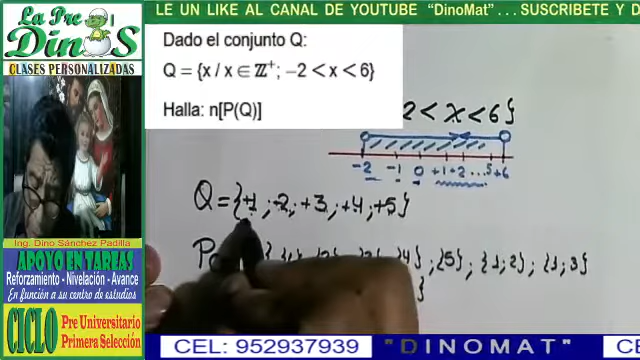 LE UN LIKE AL CANAL DE YOUTUBE "DinoMat"... SUSCRIBETE Y D
La Pre
DinoS
CLASES PERSONALIZADAS
Dado el conjunto Q:
Q = {x / x ∈ ℤ⁺; −2 < x < 6}
Halla: n[P(Q)]
2 < x < 6}
-2 -1 0 +1 +2 ...5 +6
Q = {+1 ; +2; +3; +4; +5}
{4} ; {5} ; {1; 2} ; {1; 3}
}
Ing. Dino Sánchez Padilla
APOYO EN TAREAS
Reforzamiento - Nivelación - Avance
En función a su centro de estudios
CICLO Pre Universitario
Primera Selección
CEL: 952937939 "DINOMAT" CE